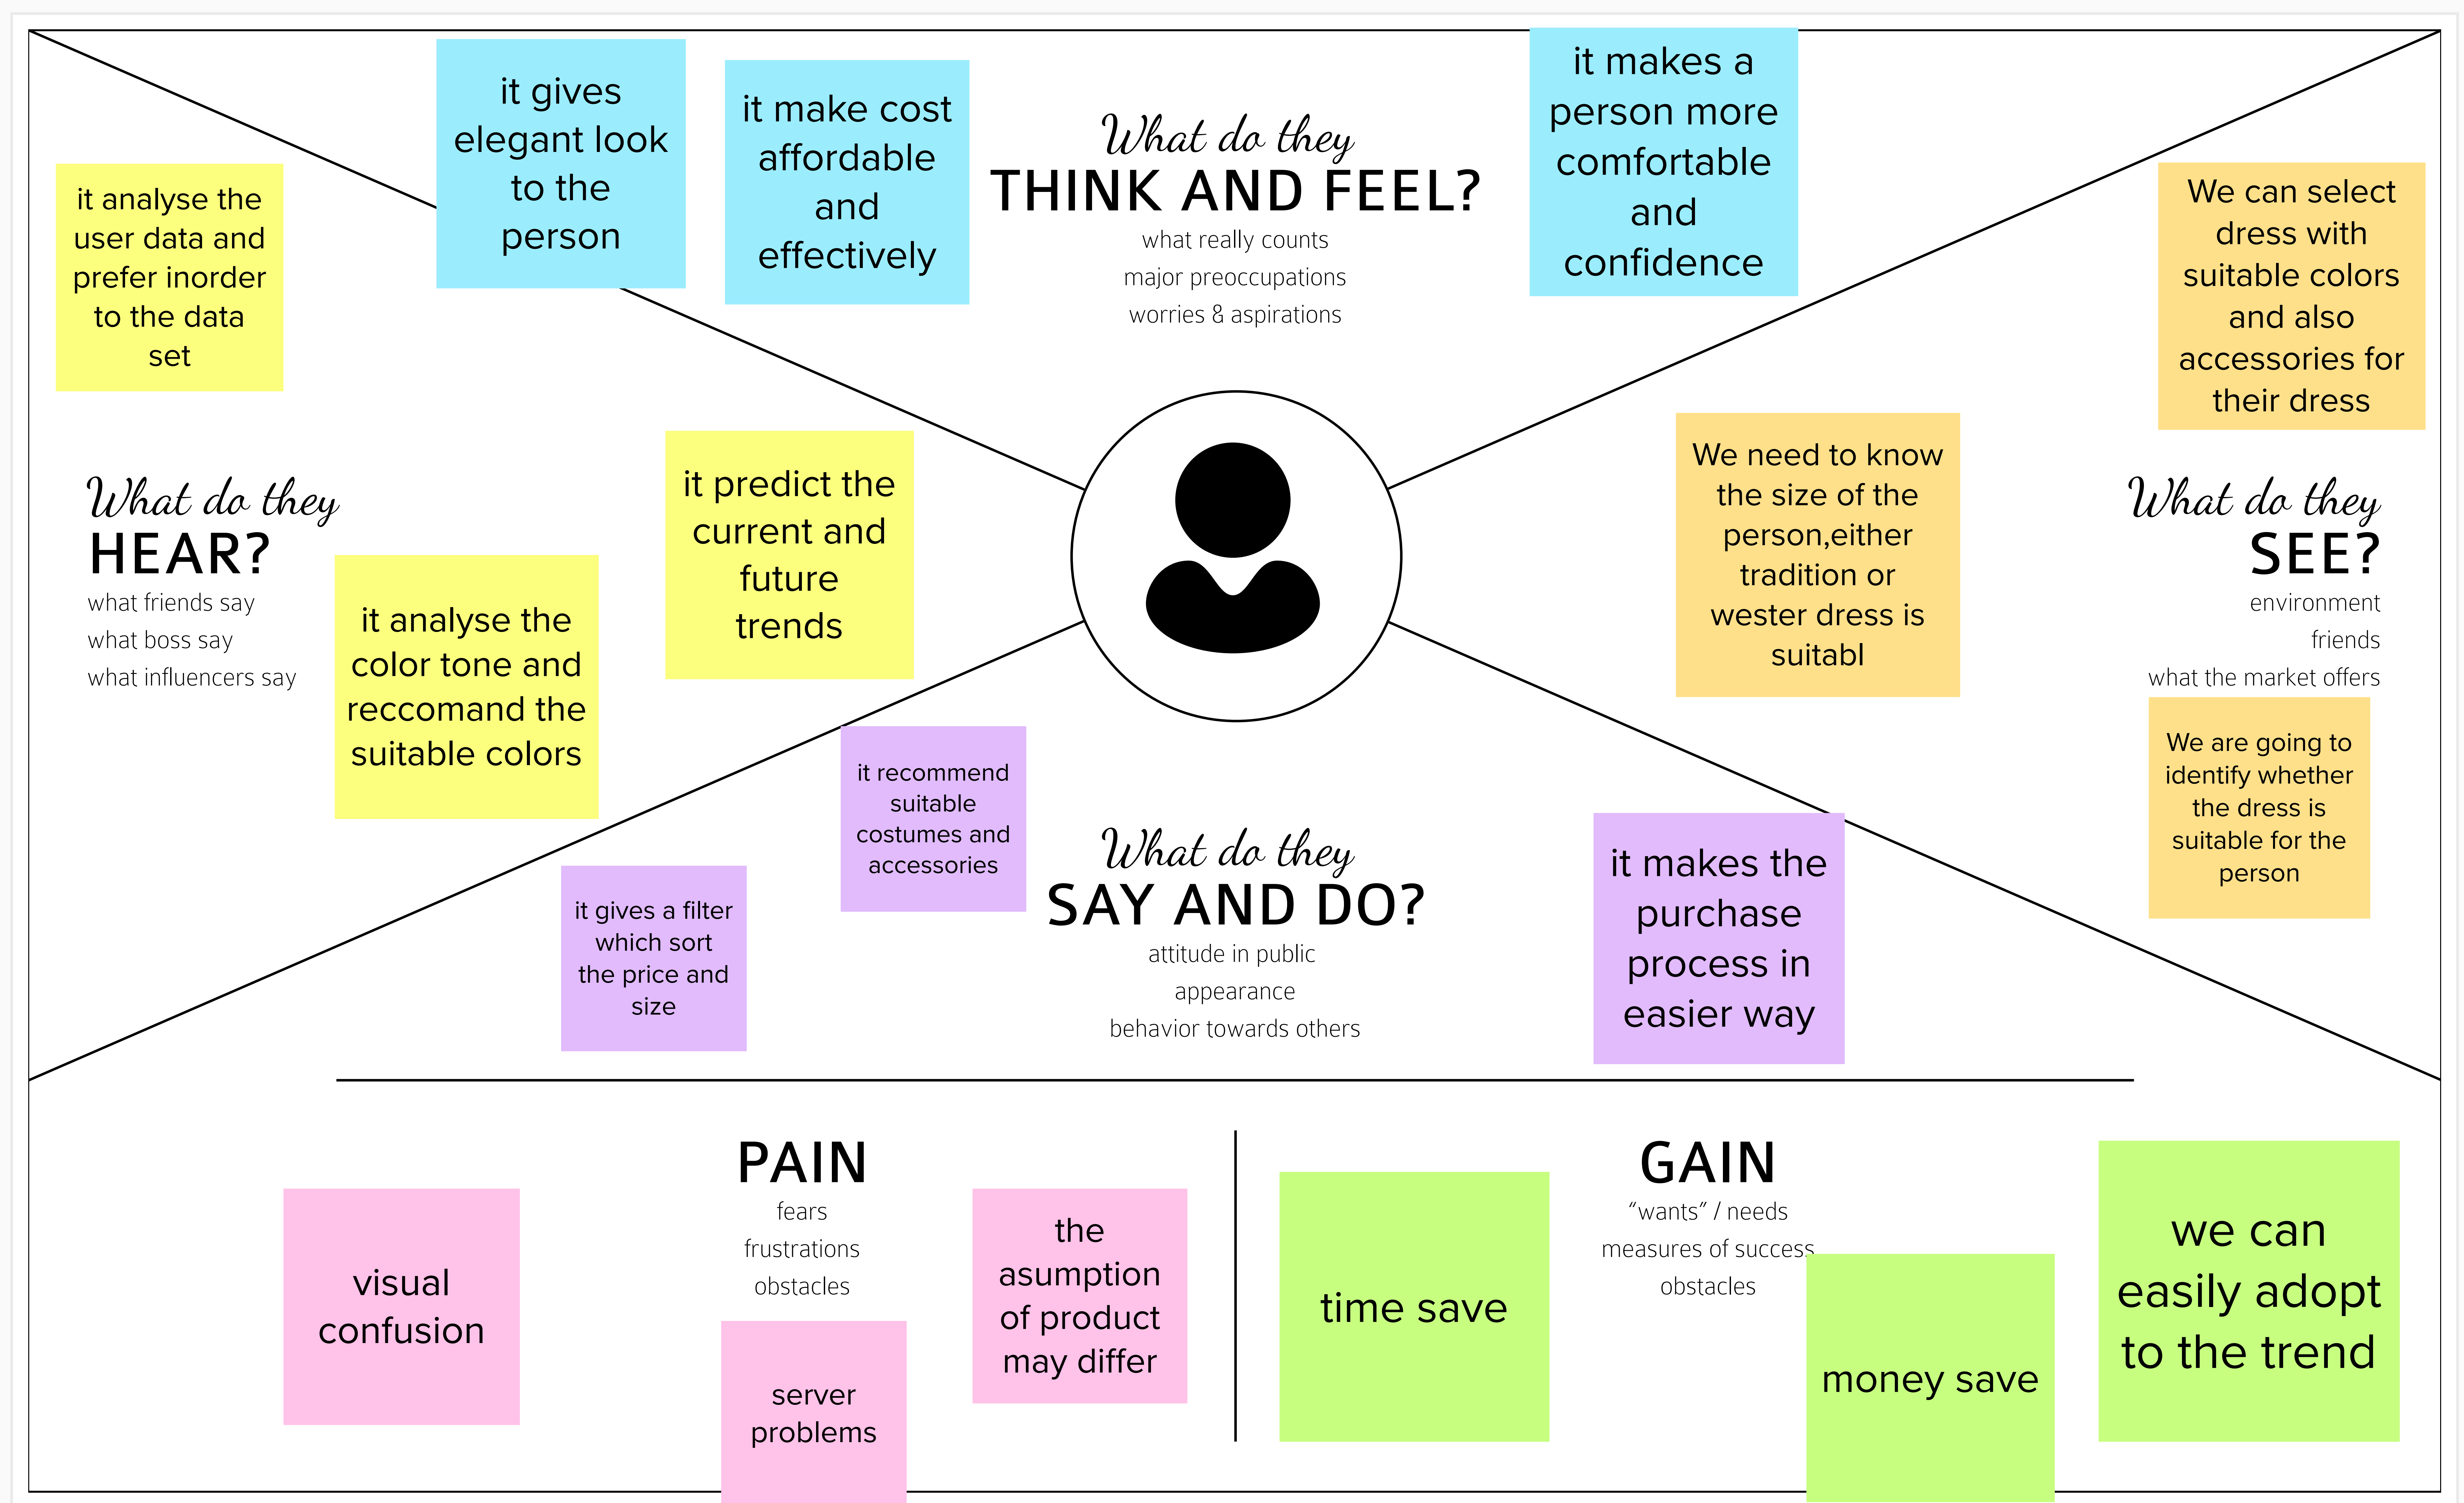 it gives
elegant look
to the
person
it make cost
affordable
and
effectively
What do they
THINK AND FEEL?
what really counts
major preoccupations
worries & aspirations
it makes a
person more
comfortable
and
confidence
it analyse the
user data and
prefer inorder
to the data
set
What do they
HEAR?
what friends say
what boss say
what influencers say
it analyse the
color tone and
reccomand the
suitable colors
it predict the
current and
future
trends
We need to know
the size of the
person,either
tradition or
wester dress is
suitabl
We can select
dress with
suitable colors
and also
accessories for
their dress
What do they
SEE?
environment
friends
what the market offers
We are going to
identify whether
the dress is
suitable for the
person
it recommend
suitable
costumes and
accessories
it gives a filter
which sort
the price and
size
What do they
SAY AND DO?
attitude in public
appearance
behavior towards others
it makes the
purchase
process in
easier way
PAIN
fears
frustrations
obstacles
visual
confusion
server
problems
the
asumption
of product
may differ
GAIN
“wants” / needs
measures of success
obstacles
time save
money save
we can
easily adopt
to the trend